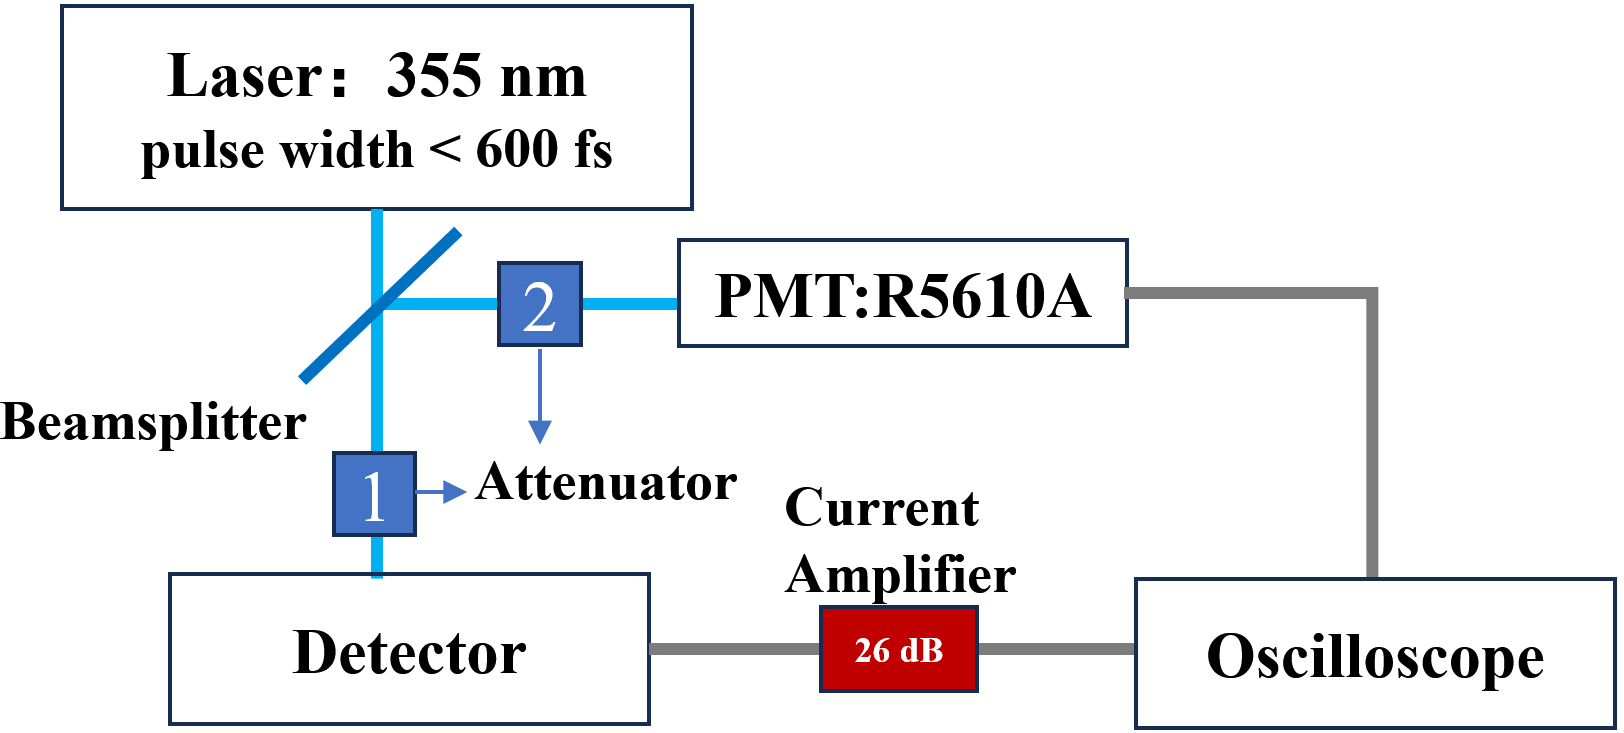 Laser：355 nm
pulse width < 600 fs
2
PMT:R5610A
Beamsplitter
1
Attenuator
Current
Amplifier
26 dB
Detector
Oscilloscope